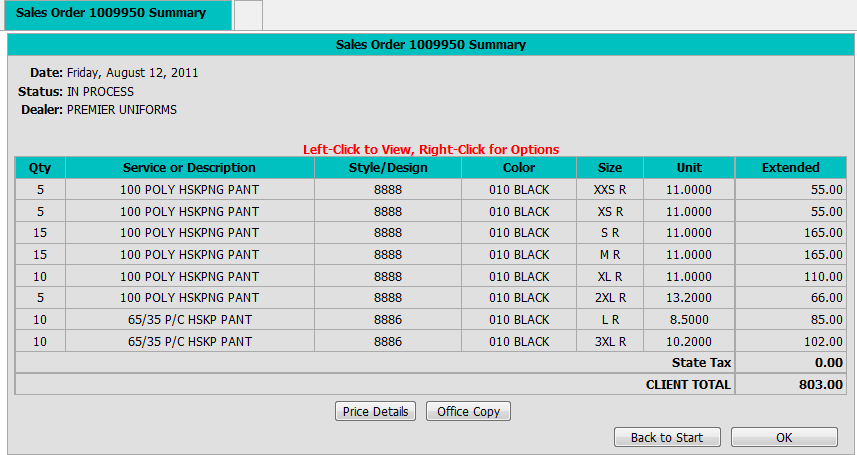 Sales Order 1009950 Summary
Sales Order 1009950 Summary
Date: Friday, August 12, 2011
Status: IN PROCESS
Dealer: PREMIER UNIFORMS
Left-Click to View, Right-Click for Options
Qty Service or Description Style/Design Color Size Unit Extended
5 100 POLY HSKPNG PANT 8888 010 BLACK XXS R 11.0000 55.00
5 100 POLY HSKPNG PANT 8888 010 BLACK XS R 11.0000 55.00
15 100 POLY HSKPNG PANT 8888 010 BLACK S R 11.0000 165.00
15 100 POLY HSKPNG PANT 8888 010 BLACK M R 11.0000 165.00
10 100 POLY HSKPNG PANT 8888 010 BLACK XL R 11.0000 110.00
5 100 POLY HSKPNG PANT 8888 010 BLACK 2XL R 13.2000 66.00
10 65/35 P/C HSKP PANT 8886 010 BLACK L R 8.5000 85.00
10 65/35 P/C HSKP PANT 8886 010 BLACK 3XL R 10.2000 102.00
State Tax 0.00
CLIENT TOTAL 803.00
Price Details Office Copy
Back to Start OK